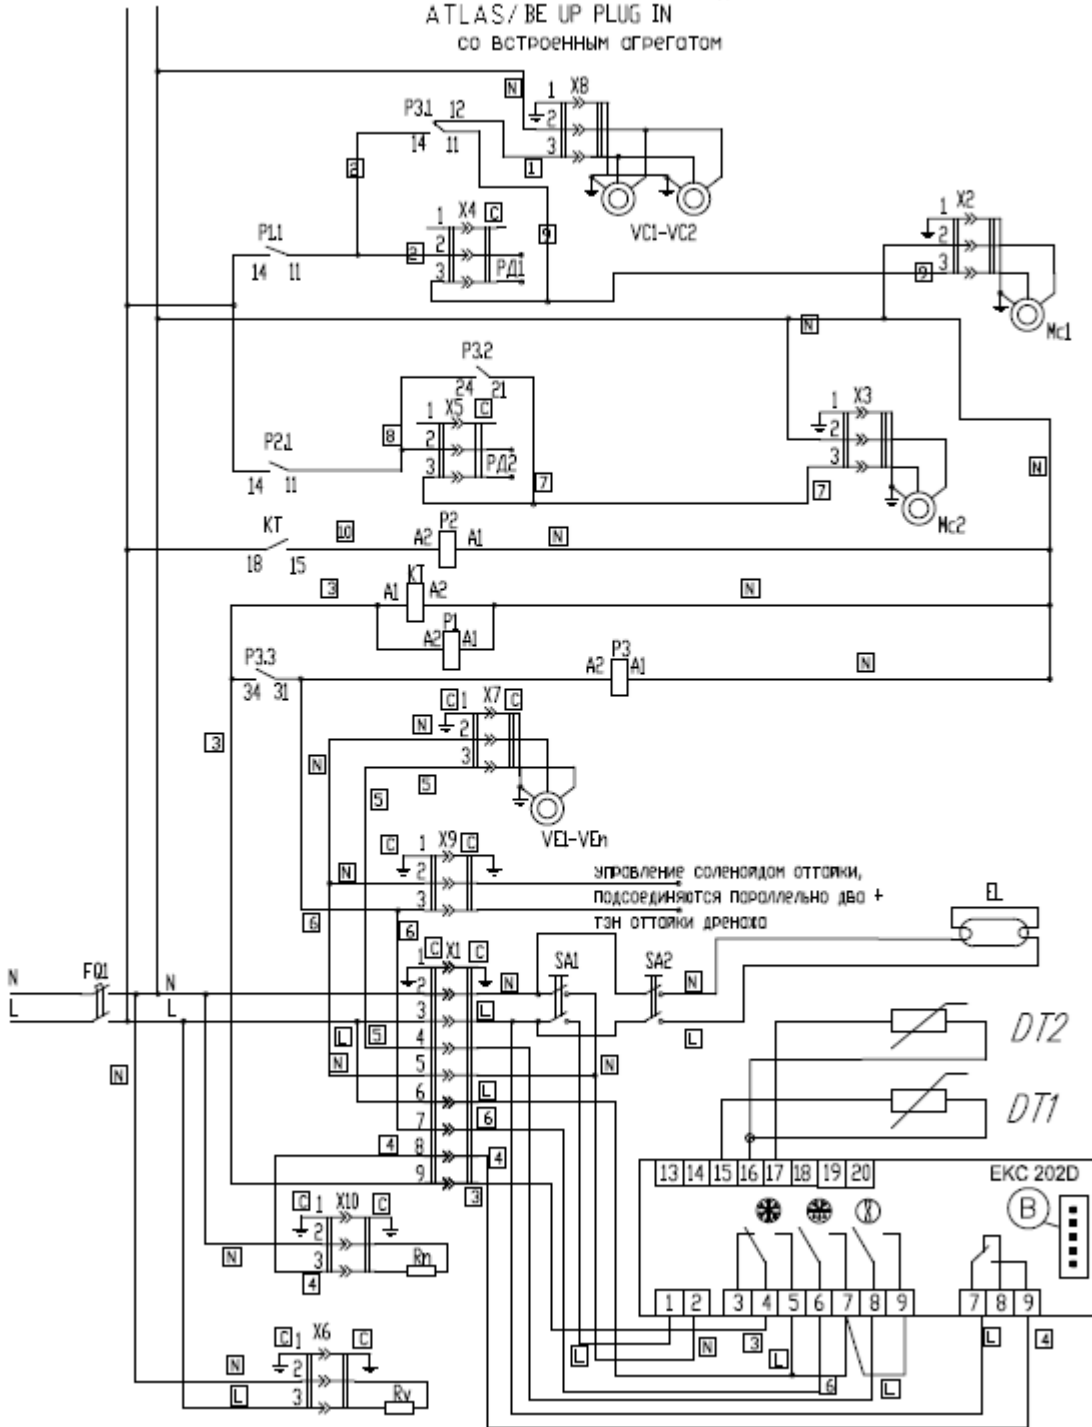 ATLAS/BE UP PLUG IN
со встроенным агрегатом
N
X8
1
2
3
P3.1
12
14
11
2
1
VC1-VC2
X4
C
1
2
3
2
9
РД1
P1.1
14
11
X2
1
2
3
9
Mc1
N
P3.2
24
21
X5
C
1
2
3
8
РД2
7
P2.1
14
11
X3
1
2
3
7
N
Mc2
KT
18
15
10
P2
A2
A1
N
3
KT
A1
A2
N
P1
A2
A1
P3.3
34
31
P3
A2
A1
N
C
1
X7
C
N
2
3
3
N
5
5
VE1-VEn
C
1
X9
C
N
2
3
6
6
управление соленойдом оттайки,
подсоединяются параллельно два +
тэн оттайки дренажа
EL
C
X1
C
1
2
3
4
5
6
7
8
9
N
L
N
L
6
4
3
SA1
SA2
N
L
N
L
FQ1
N
L
N
L
N
5
4
DT2
DT1
13 14 15 16 17 18 19 20
EKC 202D
B
1 2
3 4 5 6 7 8 9
7 8 9
C
1
X10
C
2
3
N
4
Rn
C
1
X6
C
N
2
L
3
Rv
L
N
3
L
6
L
L
4